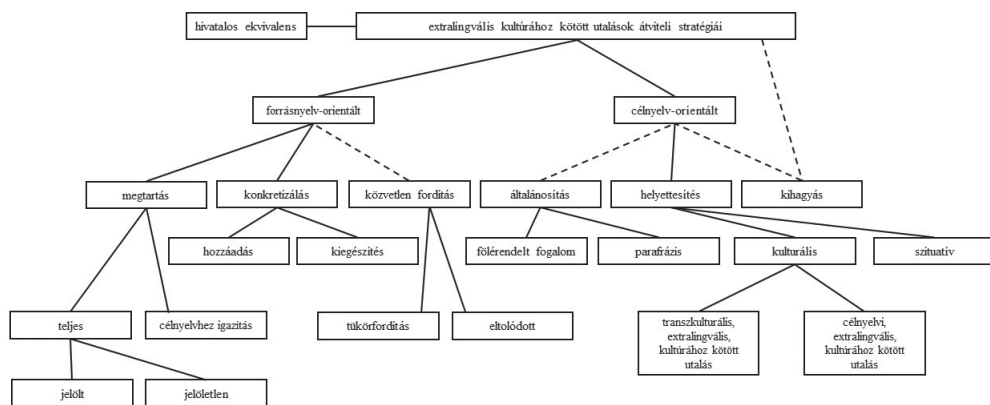 hivatalos ekvivalens
extralingvális kultúrához kötött utalások átviteli stratégiái
forrásnyelv-orientált
célnyelv-orientált
megtartás
konkretizálás
közvetlen fordítás
általánosítás
helyettesítés
kihagyás
hozzáadás
kiegészítés
fölérendelt fogalom
parafrázis
kulturális
szituatív
teljes
célnyelvhez igazítás
tükörfordítás
eltolódott
transzkulturális,
extralingvális,
kultúrához kötött
utalás
célnyelvi,
extralingvális,
kultúrához kötött
utalás
jelölt
jelöletlen